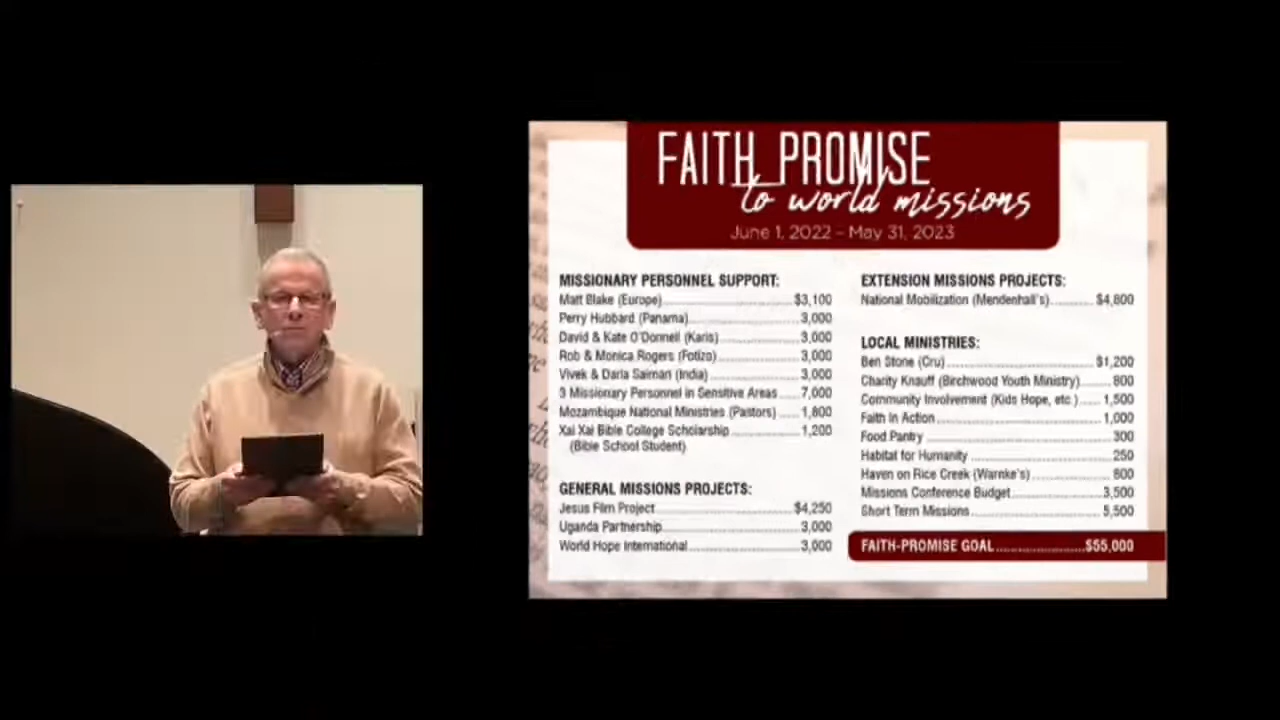 FAITH PROMISE
to world missions
June 1, 2022 - May 31, 2023
MISSIONARY PERSONNEL SUPPORT:
Matt Blake (Europe) $3,100
Perry Hubbard (Panama) 3,000
David & Kate O'Donnell (Karis) 3,000
Rob & Monica Rogers (Fotizo) 3,000
Vivek & Darla Salman (India) 3,000
3 Missionary Personnel in Sensitive Areas 7,000
Mozambique National Ministries (Pastors) 1,800
Xai Xai Bible College Scholarship 1,200
(Bible School Student)
GENERAL MISSIONS PROJECTS:
Jesus Film Project $4,250
Uganda Partnership 3,000
World Hope International 3,000
EXTENSION MISSIONS PROJECTS:
National Mobilization (Mendenhall's) $4,800
LOCAL MINISTRIES:
Ben Stone (Cru) $1,200
Charity Knauff (Birchwood Youth Ministry) 800
Community Involvement (Kids Hope, etc.) 1,500
Faith In Action 1,000
Food Pantry 300
Habitat for Humanity 250
Haven on Rice Creek (Warnke's) 800
Missions Conference Budget 3,500
Short Term Missions 5,500
FAITH-PROMISE GOAL $55,000